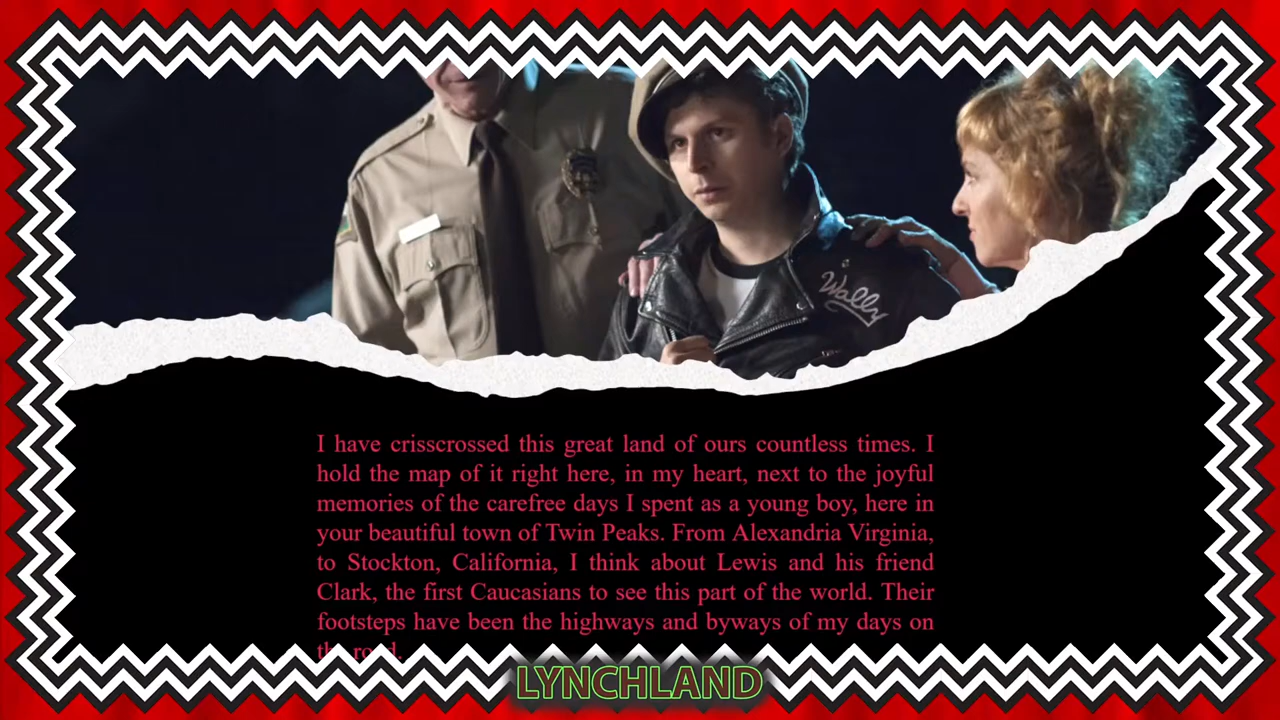 Wally
I have crisscrossed this great land of ours countless times. I
hold the map of it right here, in my heart, next to the joyful
memories of the carefree days I spent as a young boy, here in
your beautiful town of Twin Peaks. From Alexandria Virginia,
to Stockton, California, I think about Lewis and his friend
Clark, the first Caucasians to see this part of the world. Their
footsteps have been the highways and byways of my days on
the road.
LYNCHLAND